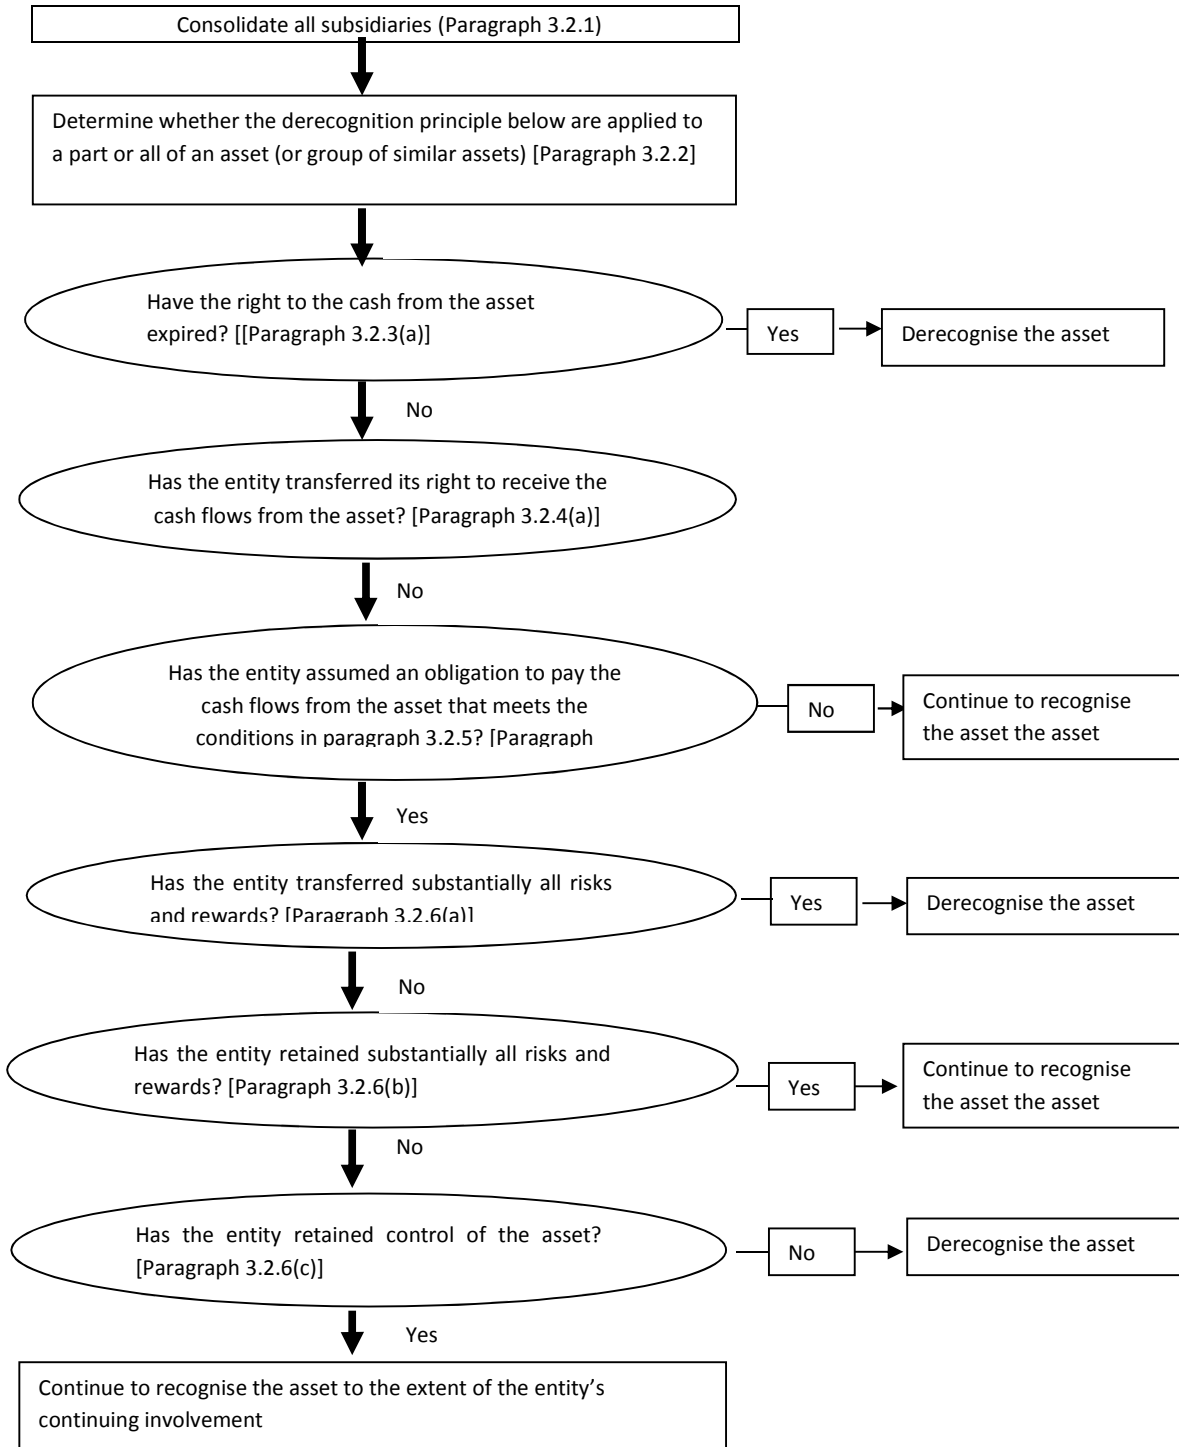 Consolidate all subsidiaries (Paragraph 3.2.1)
Determine whether the derecognition principle below are applied to
a part or all of an asset (or group of similar assets) [Paragraph 3.2.2]
Have the right to the cash from the asset
expired? [[Paragraph 3.2.3(a)]
Yes
Derecognise the asset
No
Has the entity transferred its right to receive the
cash flows from the asset? [Paragraph 3.2.4(a)]
No
Has the entity assumed an obligation to pay the
cash flows from the asset that meets the
conditions in paragraph 3.2.5? [Paragraph
No
Continue to recognise
the asset the asset
Yes
Has the entity transferred substantially all risks
and rewards? [Paragraph 3.2.6(a)]
Yes
Derecognise the asset
No
Has the entity retained substantially all risks and
rewards? [Paragraph 3.2.6(b)]
Yes
Continue to recognise
the asset the asset
No
Has the entity retained control of the asset?
[Paragraph 3.2.6(c)]
No
Derecognise the asset
Yes
Continue to recognise the asset to the extent of the entity’s
continuing involvement